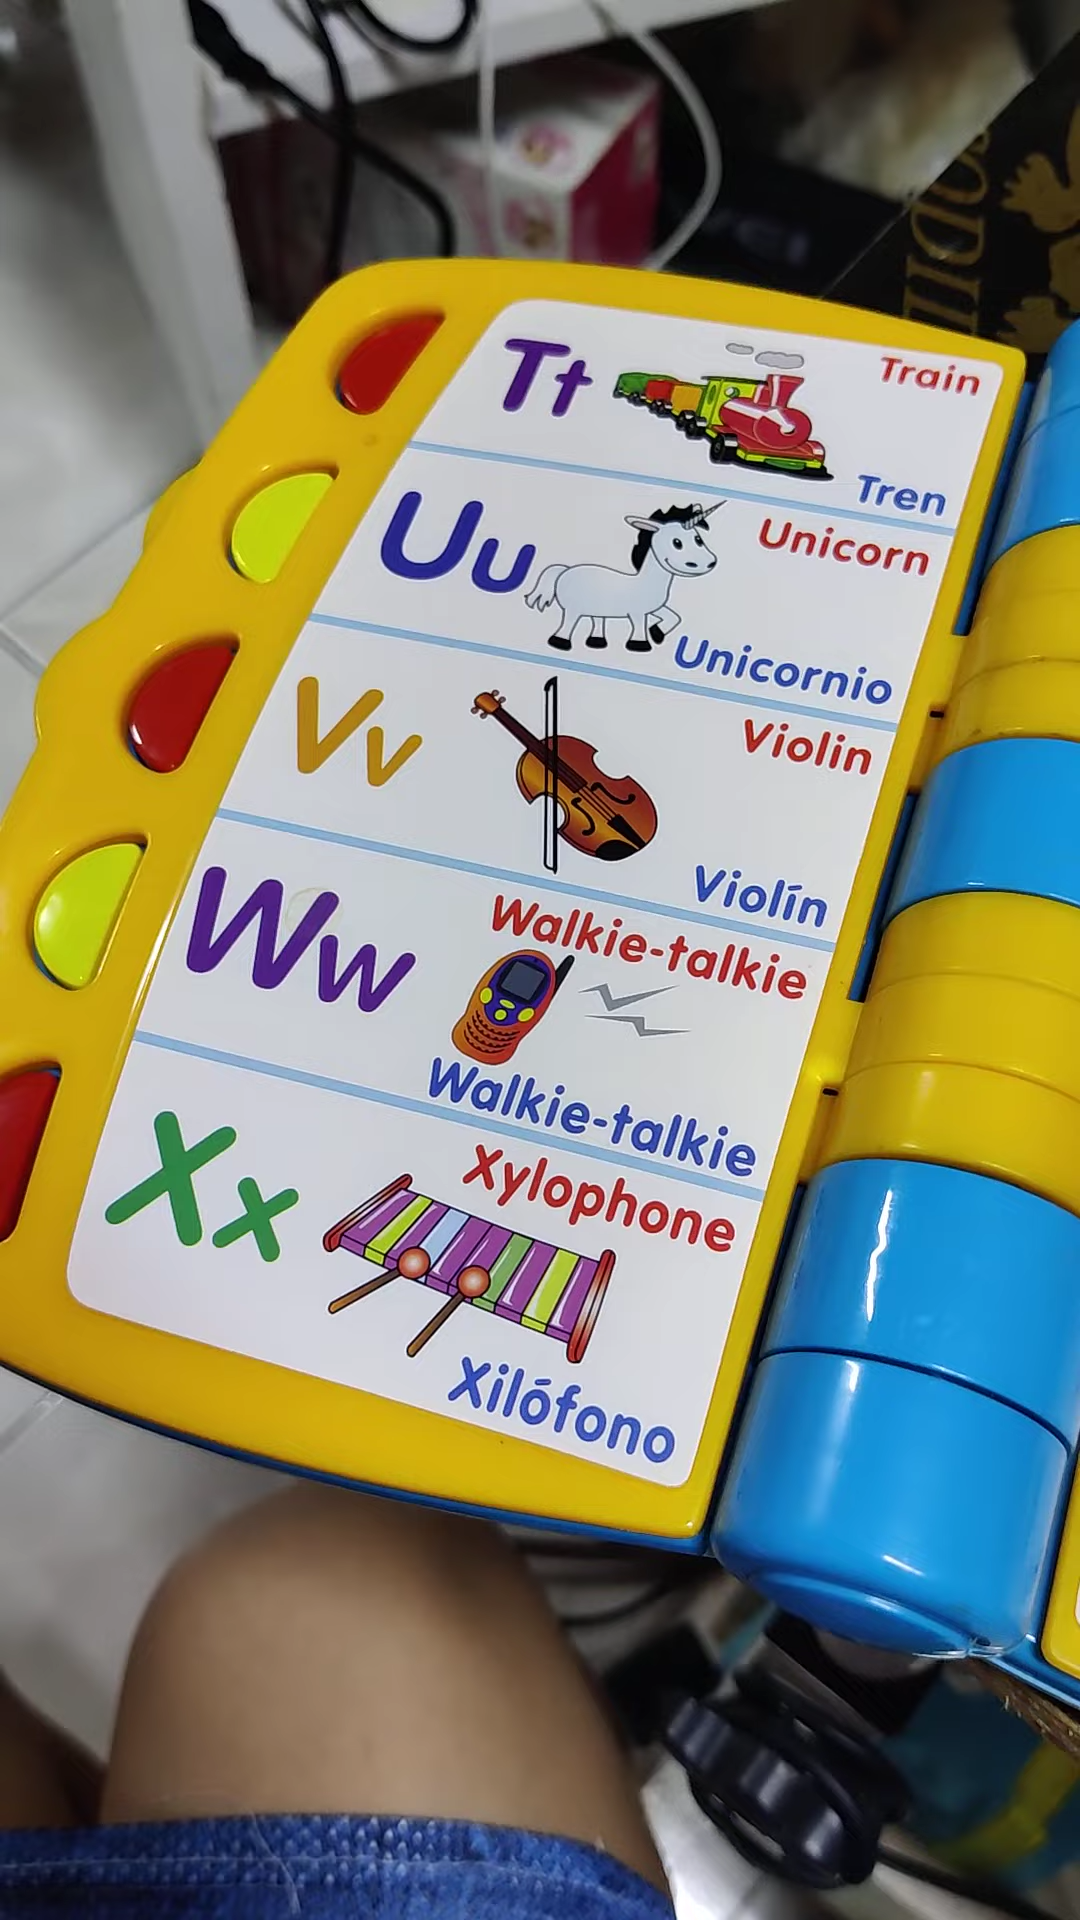 Tt
Train
Tren
Uu
Unicorn
Unicornio
Vv
Violin
Violín
Ww
Walkie-talkie
Walkie-talkie
Xx
Xylophone
Xilófono